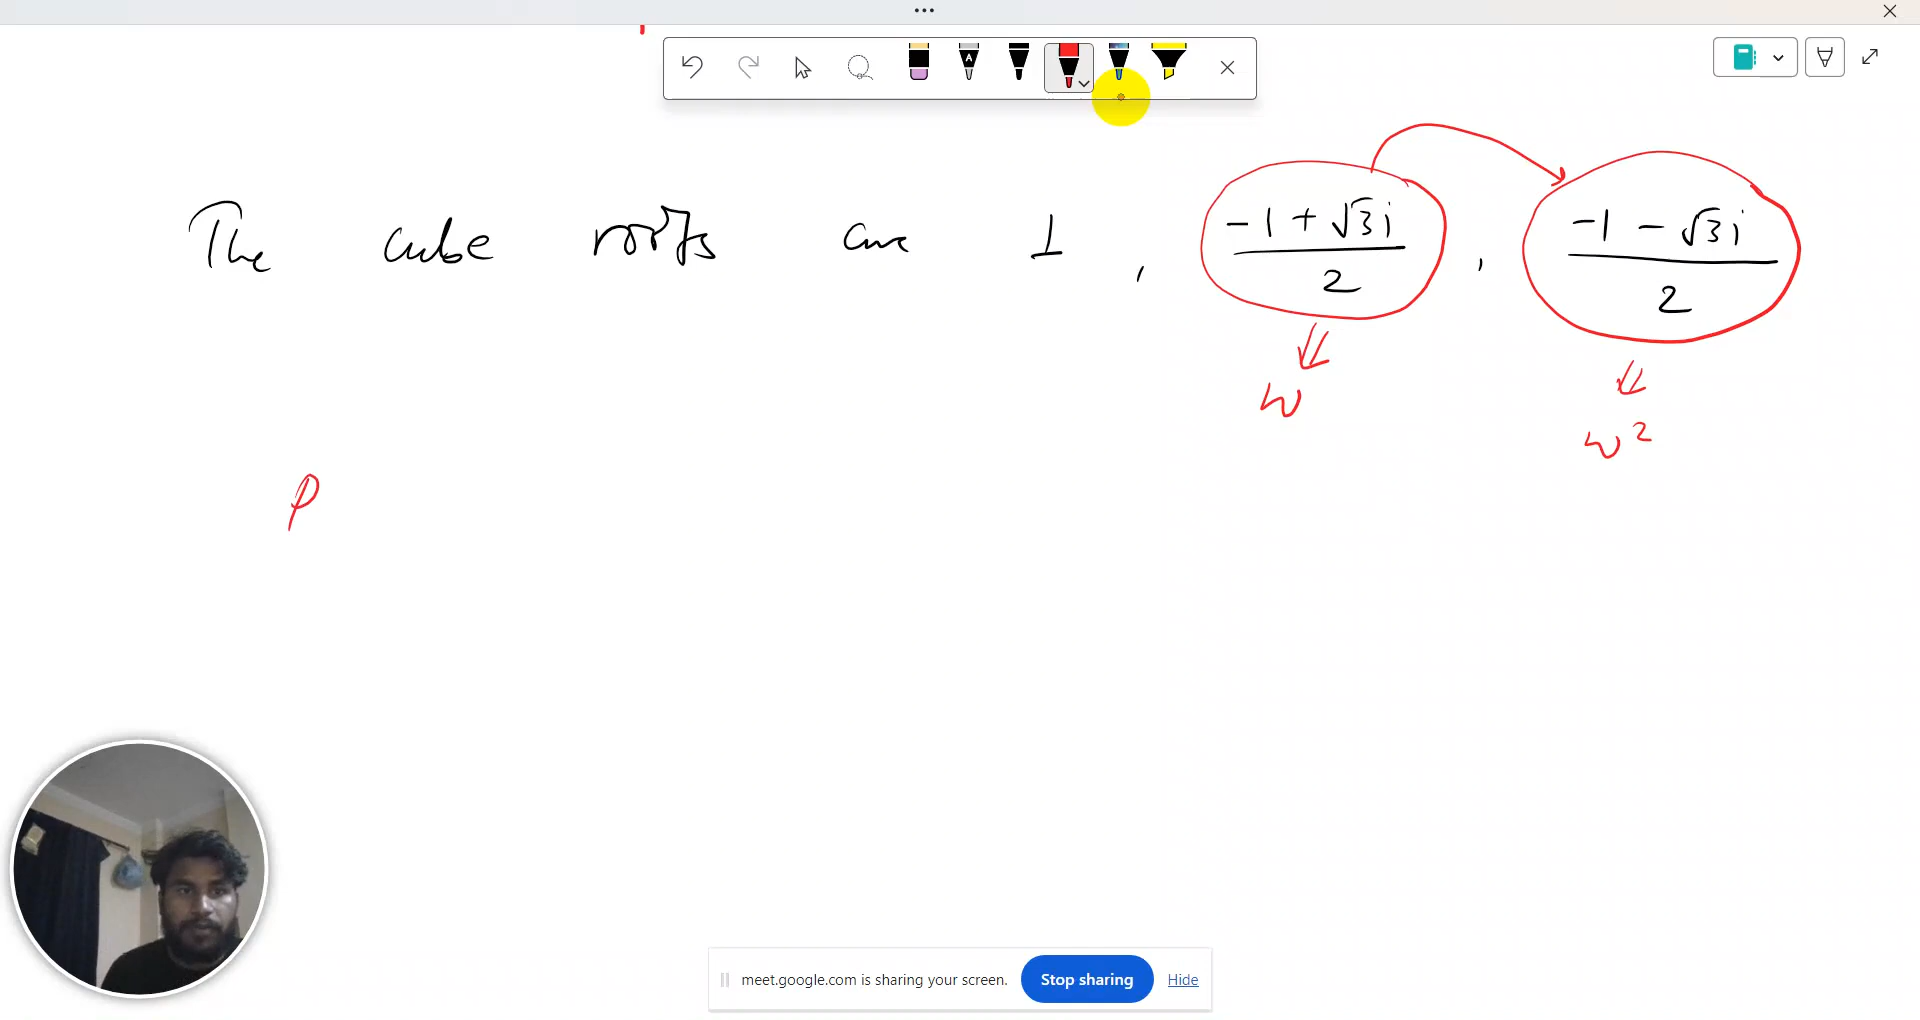 The cube roots are 1, (-1 + √3i)/2, (-1 - √3i)/2
w
w²
P
meet.google.com is sharing your screen. Stop sharing Hide